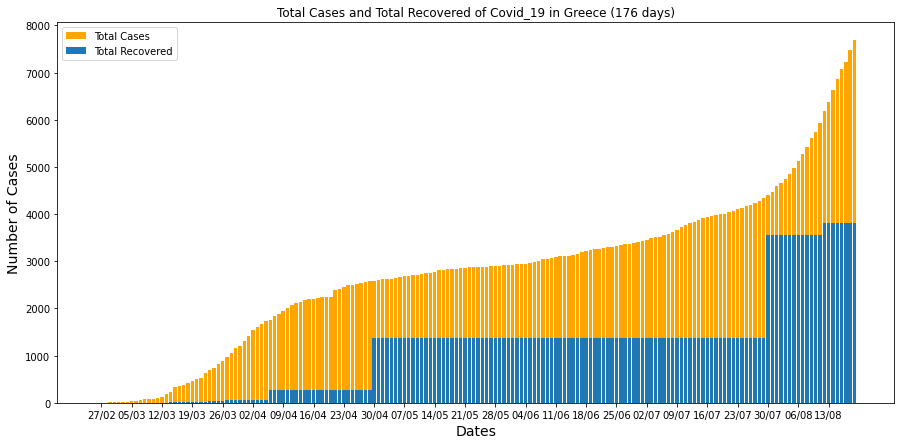 Total Cases and Total Recovered of Covid_19 in Greece (176 days)
Total Cases
Total Recovered
Number of Cases
8000
7000
6000
5000
4000
3000
2000
1000
0
27/02 05/03 12/03 19/03 26/03 02/04 09/04 16/04 23/04 30/04 07/05 14/05 21/05 28/05 04/06 11/06 18/06 25/06 02/07 09/07 16/07 23/07 30/07 06/08 13/08
Dates